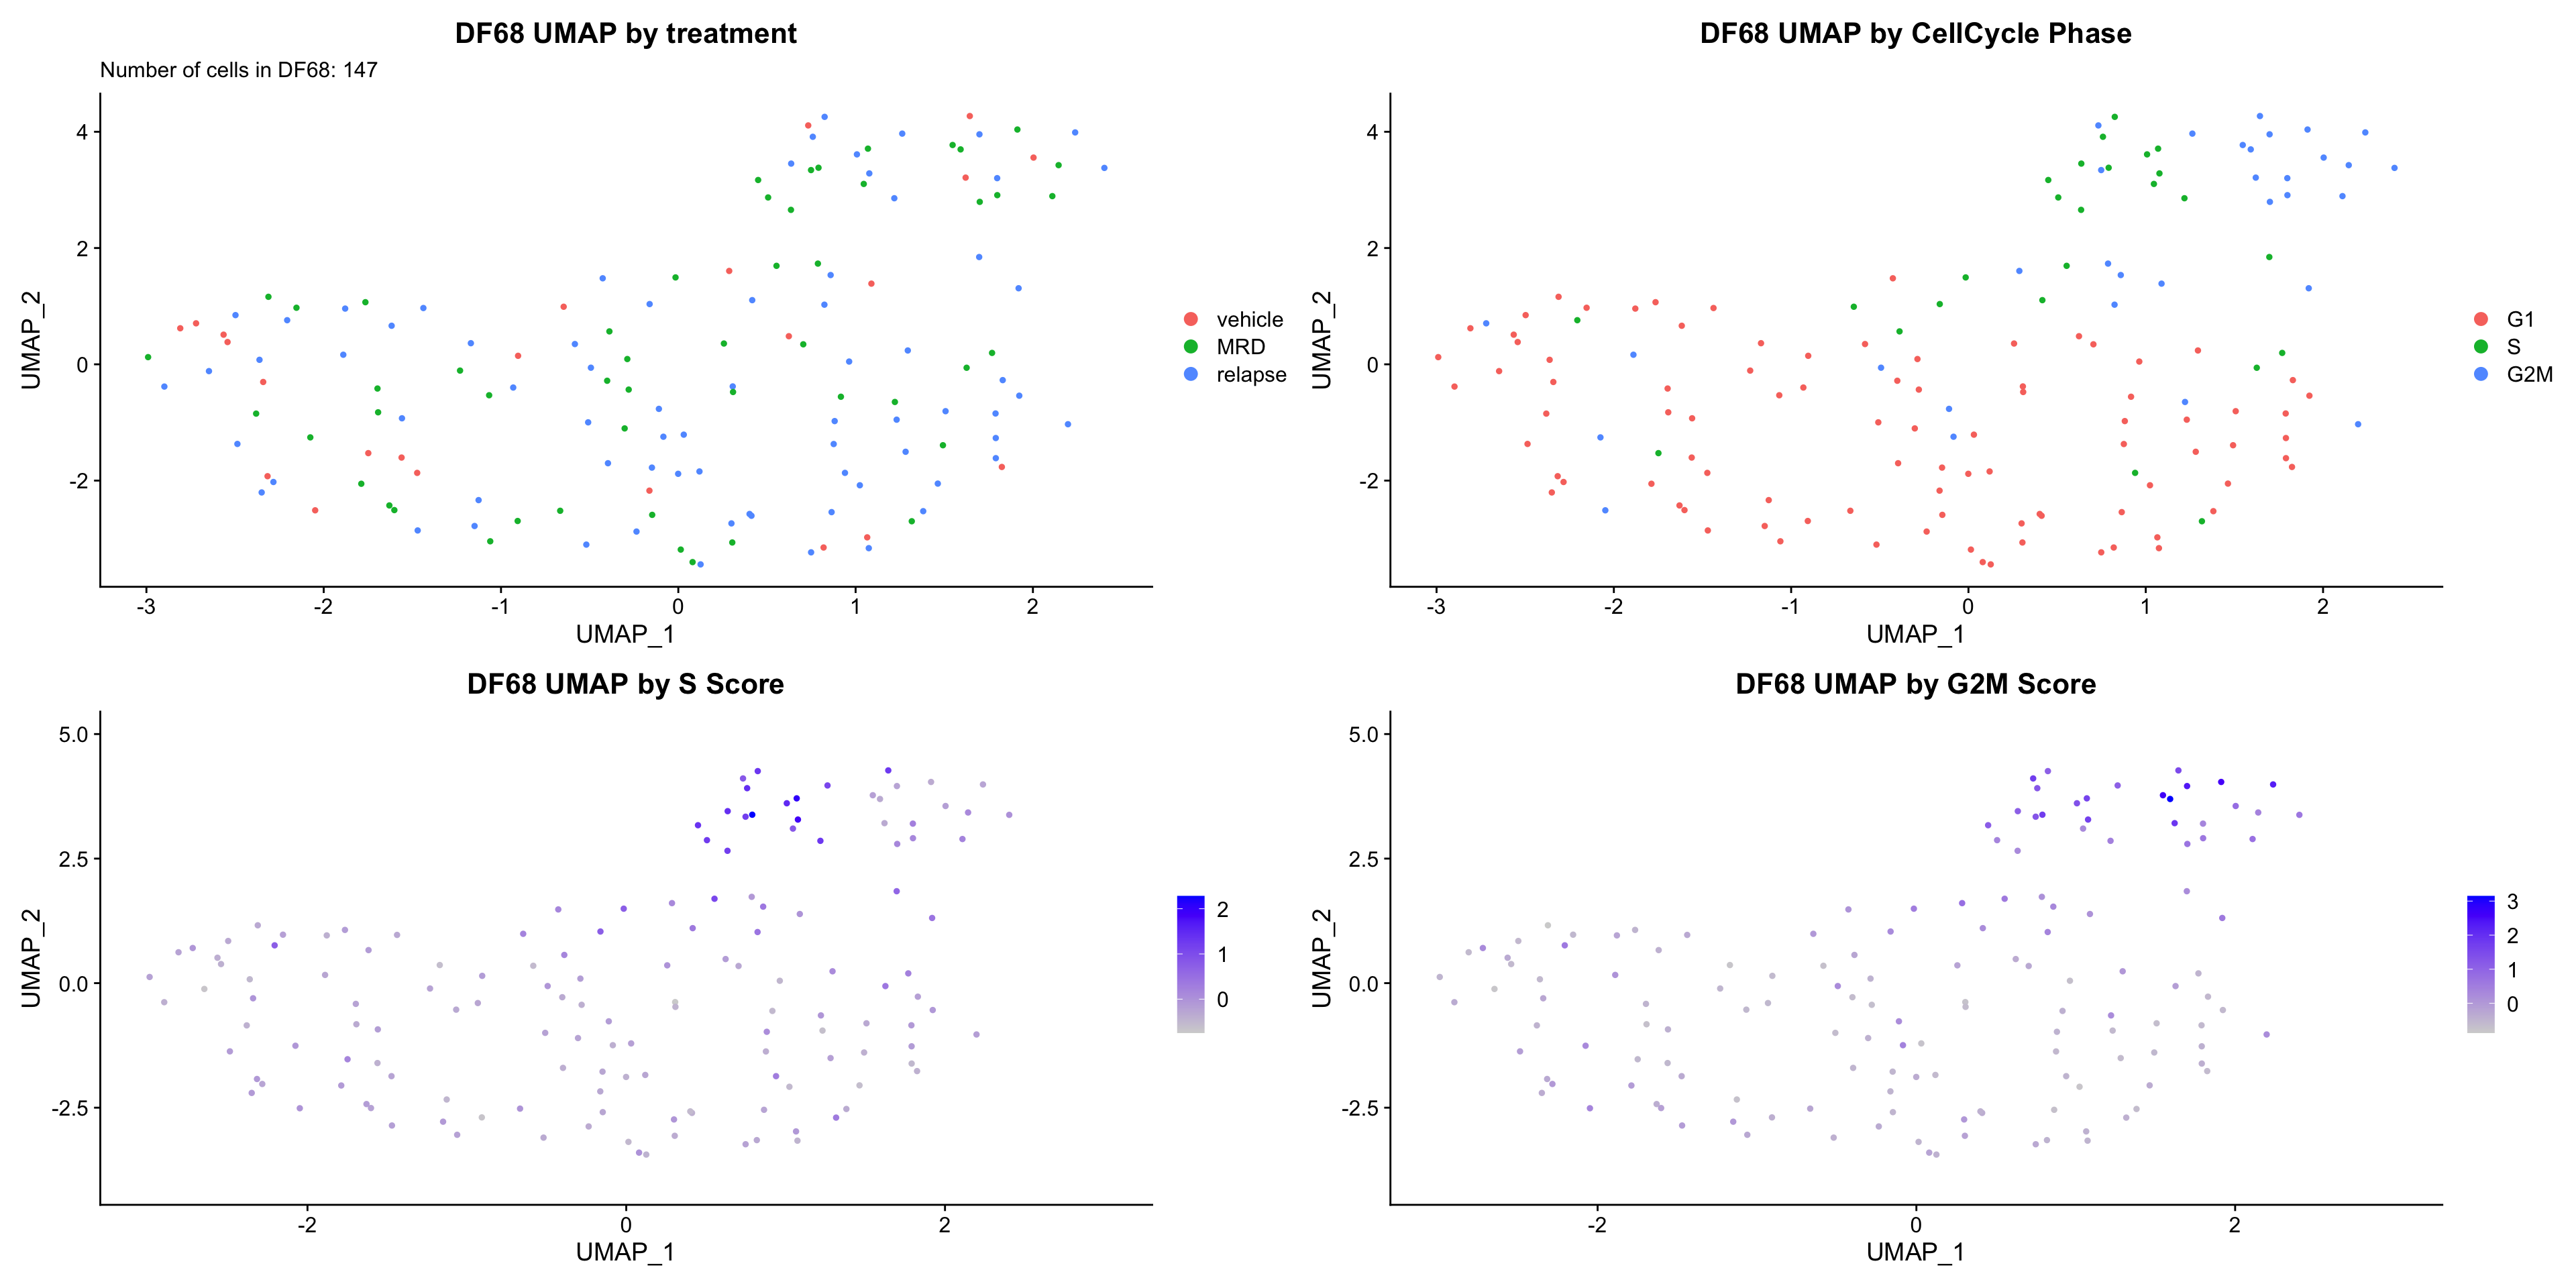 DF68 UMAP by treatment
Number of cells in DF68: 147
UMAP_2
4
2
0
-2
-3
-2
-1
0
1
2
UMAP_1
vehicle
MRD
relapse
DF68 UMAP by CellCycle Phase
UMAP_2
4
2
0
-2
-3
-2
-1
0
1
2
UMAP_1
G1
S
G2M
DF68 UMAP by S Score
UMAP_2
5.0
2.5
0.0
-2.5
-2
0
2
UMAP_1
2
1
0
DF68 UMAP by G2M Score
UMAP_2
5.0
2.5
0.0
-2.5
-2
0
2
UMAP_1
3
2
1
0